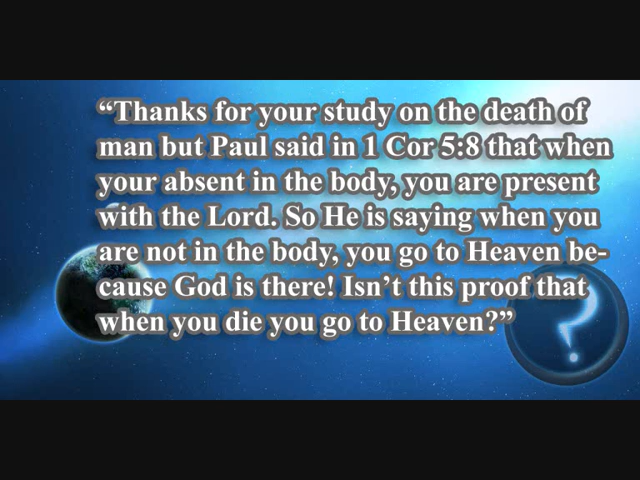 “Thanks for your study on the death of
man but Paul said in 1 Cor 5:8 that when
your absent in the body, you are present
with the Lord. So He is saying when you
are not in the body, you go to Heaven be-
cause God is there! Isn’t this proof that
when you die you go to Heaven?”
?